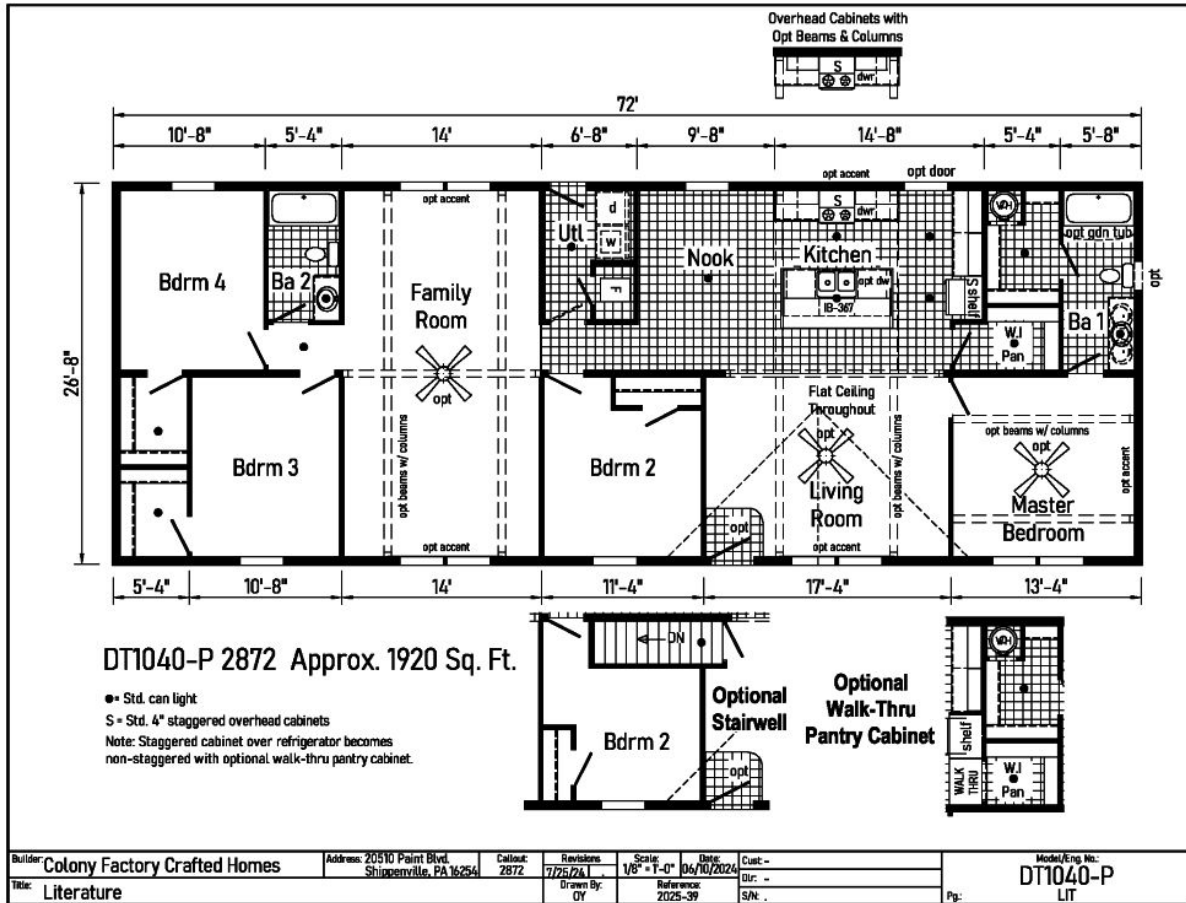 Overhead Cabinets with
Opt Beams & Columns
S
dwr
72'
10'-8" 5'-4" 14' 6'-8" 9'-8" 14'-8" 5'-4" 5'-8"
opt accent
opt accent
opt door
S
dwr
d
w
Utl
F
WH
opt gdn tub
opt
Bdrm 4
Ba 2
Family
Room
Nook
Kitchen
opt dw
IB-367
S shelf
W.I
Pan
Ba 1
26'-8"
opt
Flat Ceiling
Throughout
opt
opt beams w/ columns
opt
opt accent
Bdrm 3
opt beams w/ columns
Bdrm 2
Living
Room
opt beams w/ columns
Master
Bedroom
opt
opt accent
opt accent
5'-4" 10'-8" 14' 11'-4" 17'-4" 13'-4"
DT1040-P 2872 Approx. 1920 Sq. Ft.
●= Std. can light
S = Std. 4" staggered overhead cabinets
Note: Staggered cabinet over refrigerator becomes
non-staggered with optional walk-thru pantry cabinet.
DN
Bdrm 2
opt
Optional
Stairwell
Optional
Walk-Thru
Pantry Cabinet
WH
shelf
WALK
THRU
W.I
Pan
Builder: Colony Factory Crafted Homes
Address: 20510 Paint Blvd.
Shippenville, PA 16254
Callout:
2872
Revisions
7/25/24
Scale:
1/8" = 1'-0"
Date:
06/10/2024
Cust: -
Dlr: -
S/N: .
Model/Eng. No.:
DT1040-P
Title: Literature
Drawn By:
OY
Reference:
2025-39
Pg.: LIT